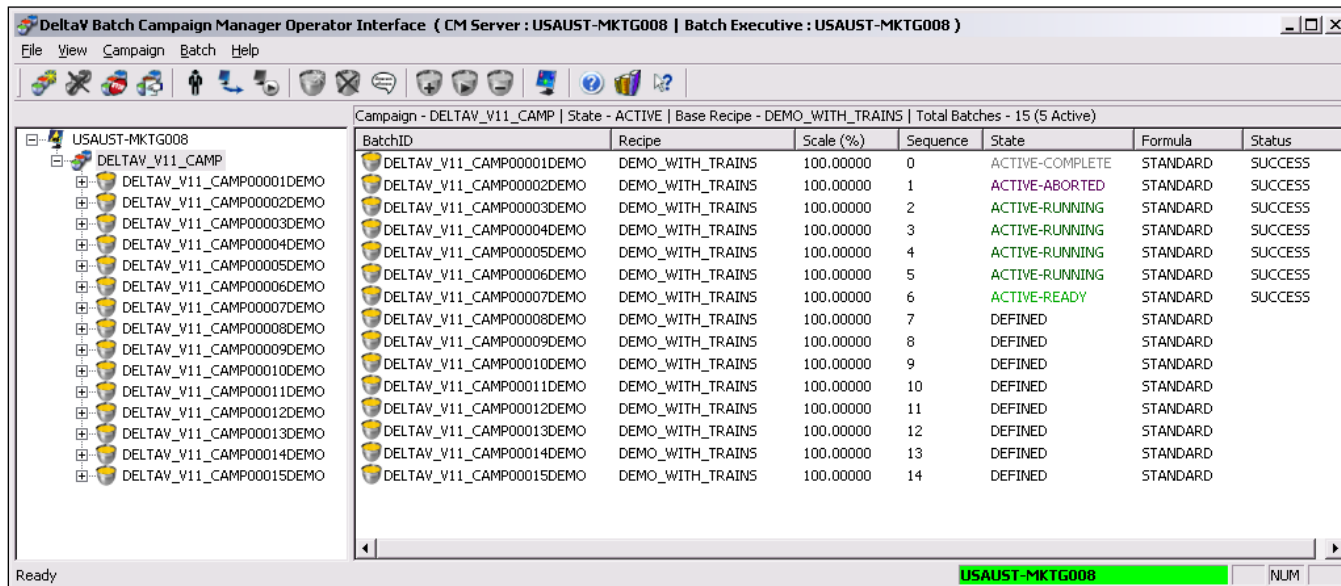 DeltaV Batch Campaign Manager Operator Interface ( CM Server : USAUST-MKTG008 | Batch Executive : USAUST-MKTG008 )
File View Campaign Batch Help
Campaign - DELTAV_V11_CAMP | State - ACTIVE | Base Recipe - DEMO_WITH_TRAINS | Total Batches - 15 (5 Active)
USAUST-MKTG008
DELTAV_V11_CAMP
DELTAV_V11_CAMP00001DEMO
DELTAV_V11_CAMP00002DEMO
DELTAV_V11_CAMP00003DEMO
DELTAV_V11_CAMP00004DEMO
DELTAV_V11_CAMP00005DEMO
DELTAV_V11_CAMP00006DEMO
DELTAV_V11_CAMP00007DEMO
DELTAV_V11_CAMP00008DEMO
DELTAV_V11_CAMP00009DEMO
DELTAV_V11_CAMP00010DEMO
DELTAV_V11_CAMP00011DEMO
DELTAV_V11_CAMP00012DEMO
DELTAV_V11_CAMP00013DEMO
DELTAV_V11_CAMP00014DEMO
DELTAV_V11_CAMP00015DEMO
BatchID Recipe Scale (%) Sequence State Formula Status
DELTAV_V11_CAMP00001DEMO DEMO_WITH_TRAINS 100.00000 0 ACTIVE-COMPLETE STANDARD SUCCESS
DELTAV_V11_CAMP00002DEMO DEMO_WITH_TRAINS 100.00000 1 ACTIVE-ABORTED STANDARD SUCCESS
DELTAV_V11_CAMP00003DEMO DEMO_WITH_TRAINS 100.00000 2 ACTIVE-RUNNING STANDARD SUCCESS
DELTAV_V11_CAMP00004DEMO DEMO_WITH_TRAINS 100.00000 3 ACTIVE-RUNNING STANDARD SUCCESS
DELTAV_V11_CAMP00005DEMO DEMO_WITH_TRAINS 100.00000 4 ACTIVE-RUNNING STANDARD SUCCESS
DELTAV_V11_CAMP00006DEMO DEMO_WITH_TRAINS 100.00000 5 ACTIVE-RUNNING STANDARD SUCCESS
DELTAV_V11_CAMP00007DEMO DEMO_WITH_TRAINS 100.00000 6 ACTIVE-READY STANDARD SUCCESS
DELTAV_V11_CAMP00008DEMO DEMO_WITH_TRAINS 100.00000 7 DEFINED STANDARD
DELTAV_V11_CAMP00009DEMO DEMO_WITH_TRAINS 100.00000 8 DEFINED STANDARD
DELTAV_V11_CAMP00010DEMO DEMO_WITH_TRAINS 100.00000 9 DEFINED STANDARD
DELTAV_V11_CAMP00011DEMO DEMO_WITH_TRAINS 100.00000 10 DEFINED STANDARD
DELTAV_V11_CAMP00012DEMO DEMO_WITH_TRAINS 100.00000 11 DEFINED STANDARD
DELTAV_V11_CAMP00013DEMO DEMO_WITH_TRAINS 100.00000 12 DEFINED STANDARD
DELTAV_V11_CAMP00014DEMO DEMO_WITH_TRAINS 100.00000 13 DEFINED STANDARD
DELTAV_V11_CAMP00015DEMO DEMO_WITH_TRAINS 100.00000 14 DEFINED STANDARD
Ready USAUST-MKTG008 NUM